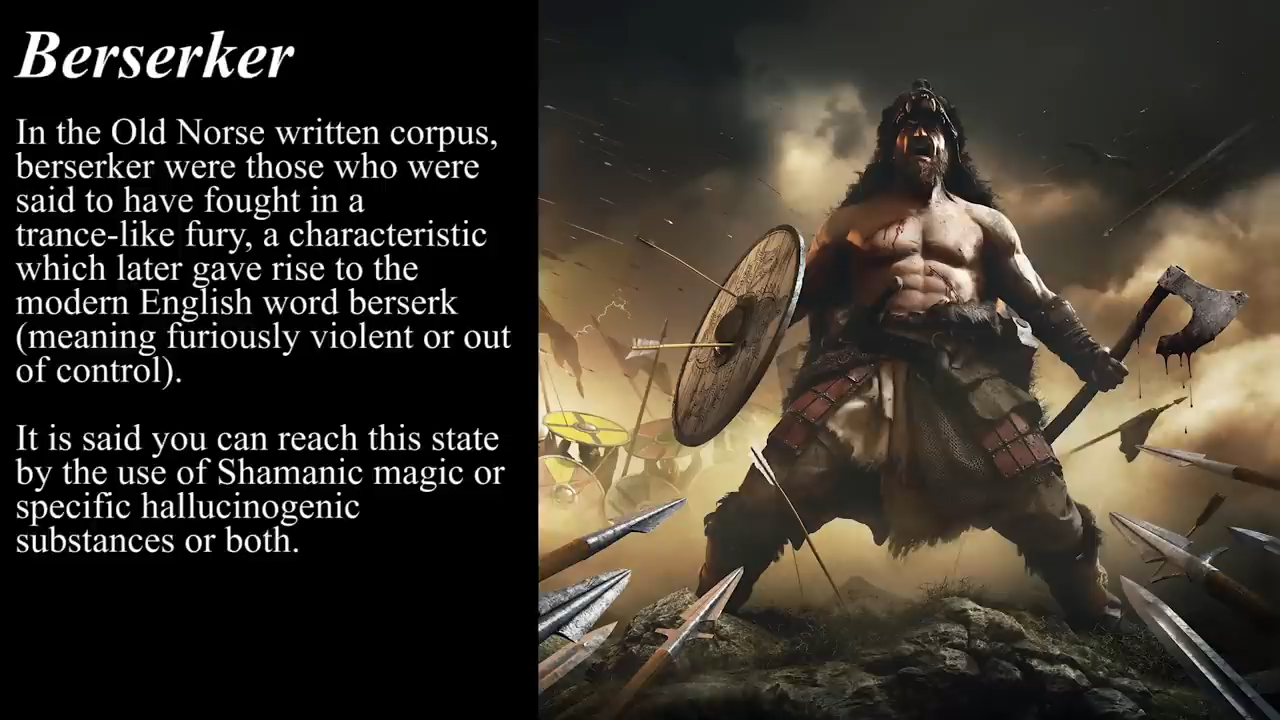 Berserker
In the Old Norse written corpus,
berserker were those who were
said to have fought in a
trance-like fury, a characteristic
which later gave rise to the
modern English word berserk
(meaning furiously violent or out
of control).
It is said you can reach this state
by the use of Shamanic magic or
specific hallucinogenic
substances or both.